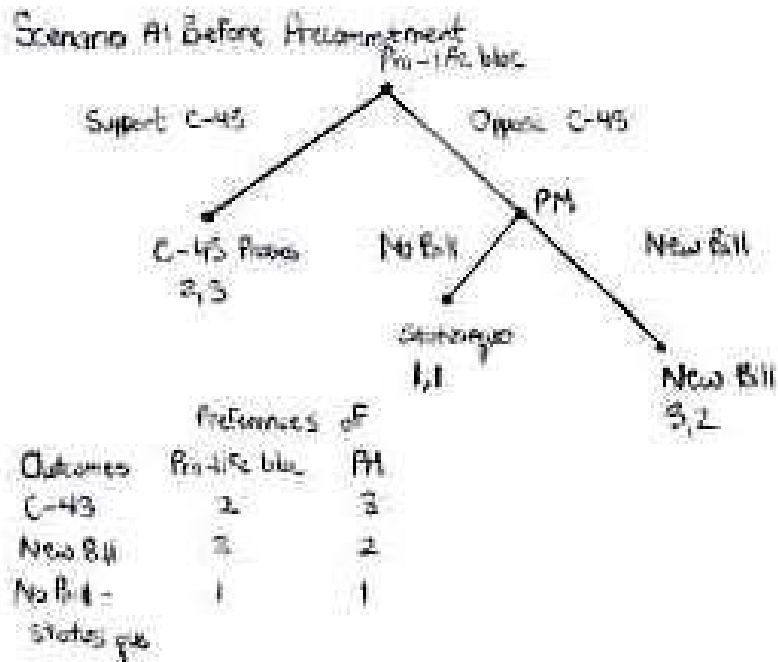 Scenario A: Before Precommitment
Pro-life bloc
Support C-43 Oppose C-43
PM
C-43 Passes No Bill New Bill
2,3
Status quo
1,1 New Bill
3,2
Preferences of
Outcomes Pro-life bloc PM
C-43 2 3
New Bill 3 2
No Bill - 1 1
status quo